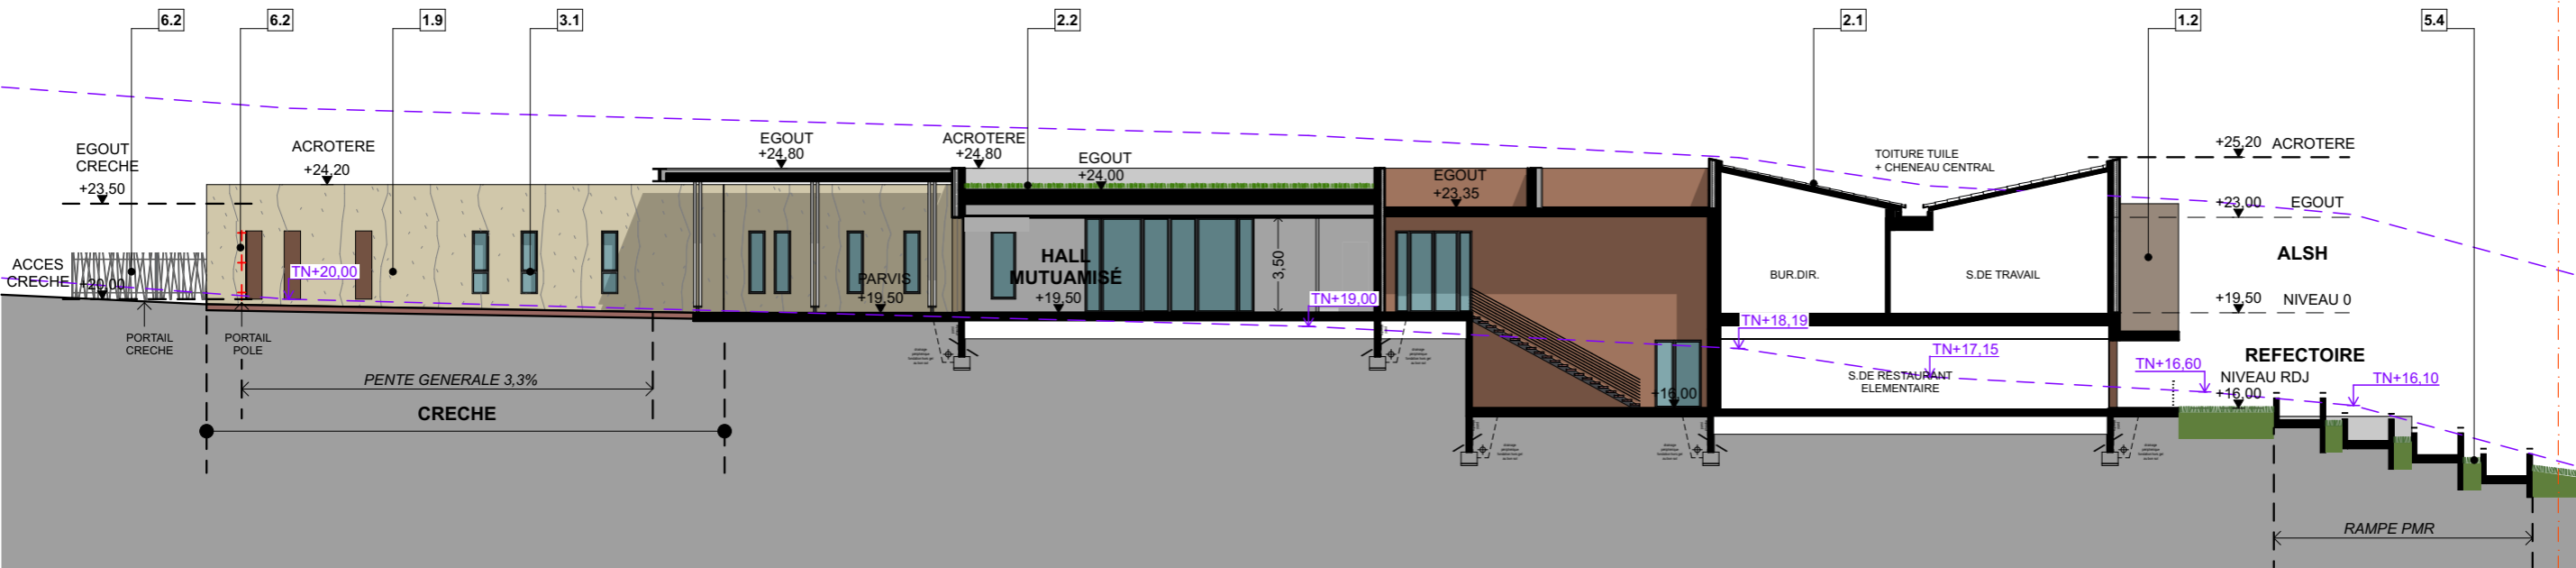 6.2
6.2
1.9
3.1
2.2
2.1
1.2
5.4
EGOUT
CRECHE
+23,50
ACROTERE
+24,20
EGOUT
+24,80
ACROTERE
+24,80
EGOUT
+24,00
EGOUT
+23,35
TOITURE TUILE
+ CHENEAU CENTRAL
+25,20 ACROTERE
+23,00 EGOUT
ALSH
ACCES
CRECHE
+20,00
TN+20,00
PARVIS
+19,50
HALL
MUTUAMISÉ
+19,50
3,50
TN+19,00
BUR.DIR.
S.DE TRAVAIL
+19,50 NIVEAU 0
PORTAIL
CRECHE
PORTAIL
POLE
TN+18,19
TN+17,15
REFECTOIRE
TN+16,60
NIVEAU RDJ
+16,00
TN+16,10
S.DE RESTAURANT
ELEMENTAIRE
+16,00
PENTE GENERALE 3,3%
CRECHE
RAMPE PMR